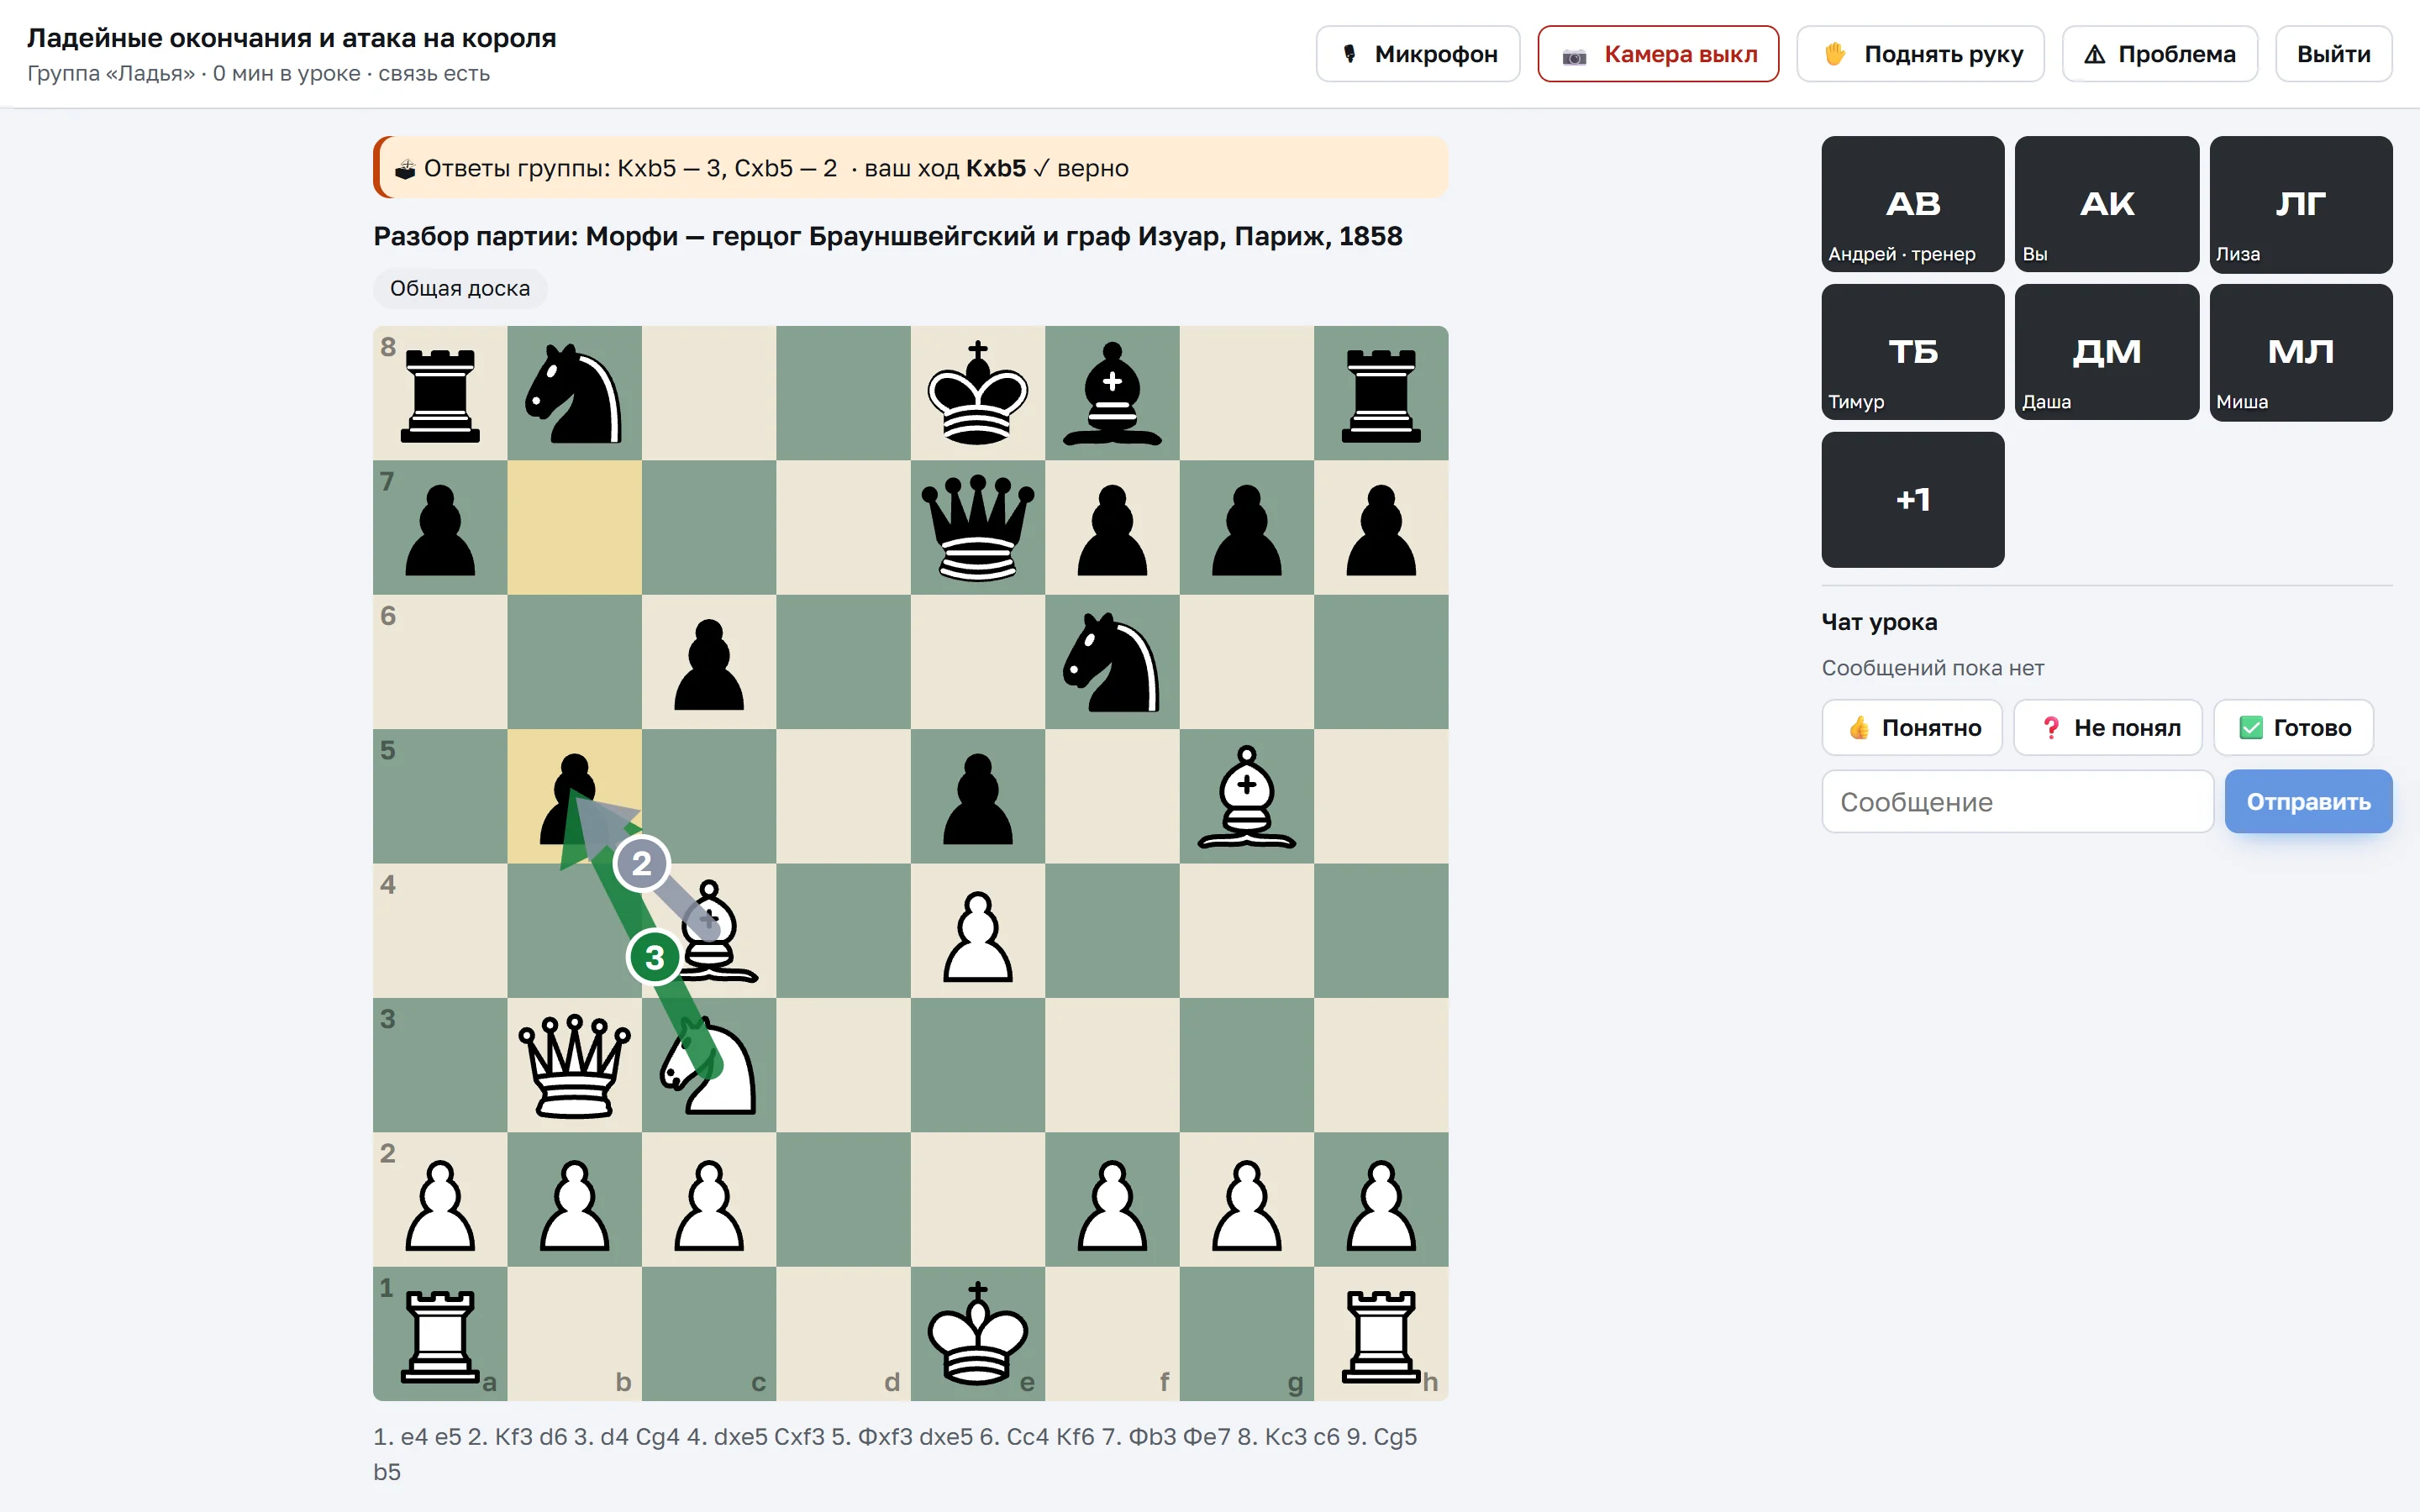 Ладейные окончания и атака на короля
Группа «Ладья» · 0 мин в уроке · связь есть
Микрофон
Камера выкл
Поднять руку
Проблема
Выйти
Ответы группы: Кxb5 – 3, Сxb5 – 2 · ваш ход Кxb5 ✓ верно
Разбор партии: Морфи – герцог Брауншвейгский и граф Изуар, Париж, 1858
Общая доска
8
7
6
5
4
3
2
1
a
b
c
d
e
f
g
h
2
3
1. e4 e5 2. Кf3 d6 3. d4 Сg4 4. dxe5 Сxf3 5. Фxf3 dxe5 6. Сc4 Кf6 7. Фb3 Фe7 8. Кc3 c6 9. Сg5
b5
АВ
Андрей · тренер
АК
Вы
ЛГ
Лиза
ТБ
Тимур
ДМ
Даша
МЛ
Миша
+1
Чат урока
Сообщений пока нет
Понятно
Не понял
Готово
Сообщение
Отправить